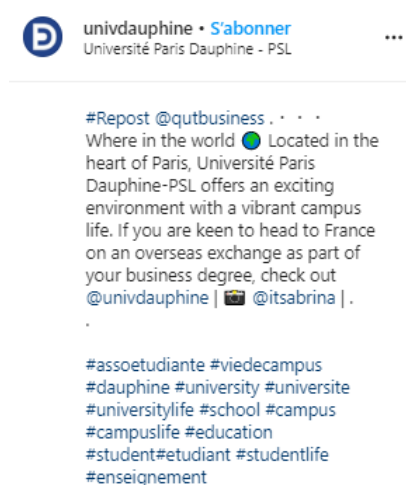 univdauphine • S'abonner
Université Paris Dauphine - PSL
#Repost @qutbusiness . • • •
Where in the world 🌍 Located in the
heart of Paris, Université Paris
Dauphine-PSL offers an exciting
environment with a vibrant campus
life. If you are keen to head to France
on an overseas exchange as part of
your business degree, check out
@univdauphine | 📸 @itsabrina | .
.
#assoetudiante #viedecampus
#dauphine #university #universite
#universitylife #school #campus
#campuslife #education
#student#etudiant #studentlife
#enseignement